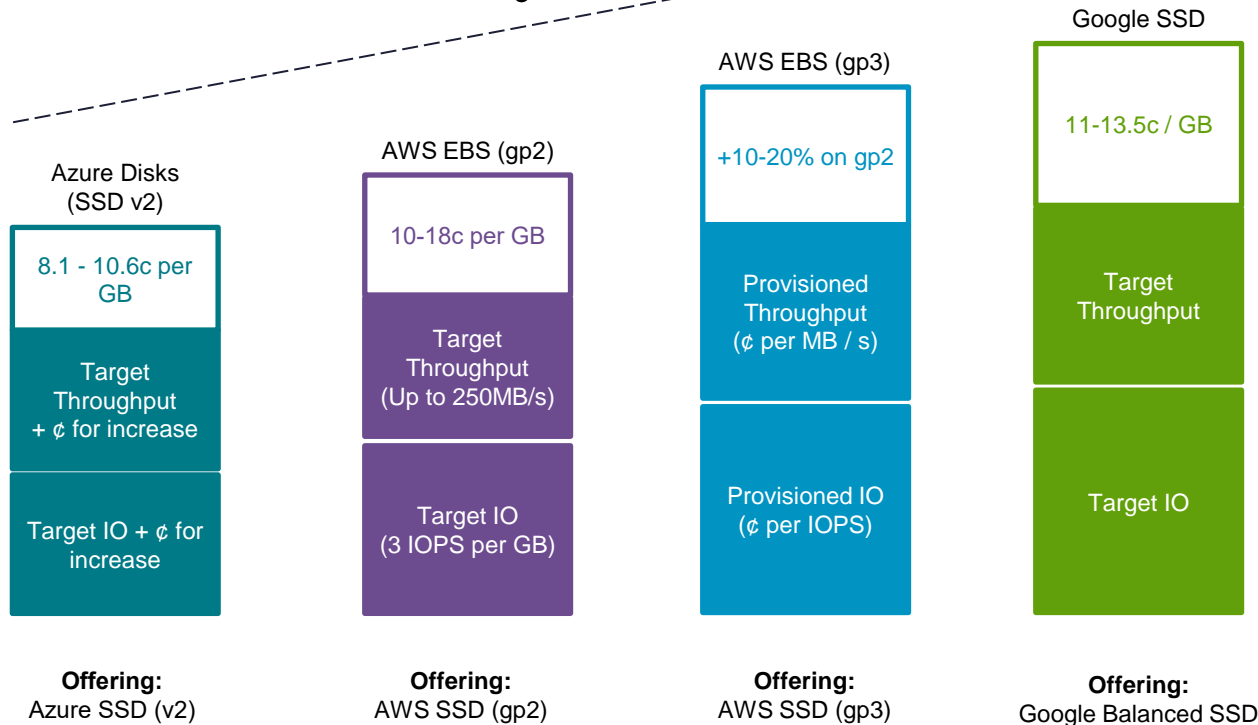 Google SSD
AWS EBS (gp3)
AWS EBS (gp2)
Azure Disks
(SSD v2)
8.1 - 10.6c per
GB
Target
Throughput
+ ¢ for increase
Target IO + ¢ for
increase
10-18c per GB
Target
Throughput
(Up to 250MB/s)
Target IO
(3 IOPS per GB)
+10-20% on gp2
Provisioned
Throughput
(¢ per MB / s)
Provisioned IO
(¢ per IOPS)
11-13.5c / GB
Target
Throughput
Target IO
Offering:
Azure SSD (v2)
Offering:
AWS SSD (gp2)
Offering:
AWS SSD (gp3)
Offering:
Google Balanced SSD